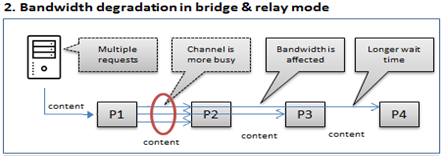 2. Bandwidth degradation in bridge & relay mode
Multiple
requests
Channel is
more busy
Bandwidth is
affected
Longer wait
time
content
P1
P2
P3
P4
content
content
content